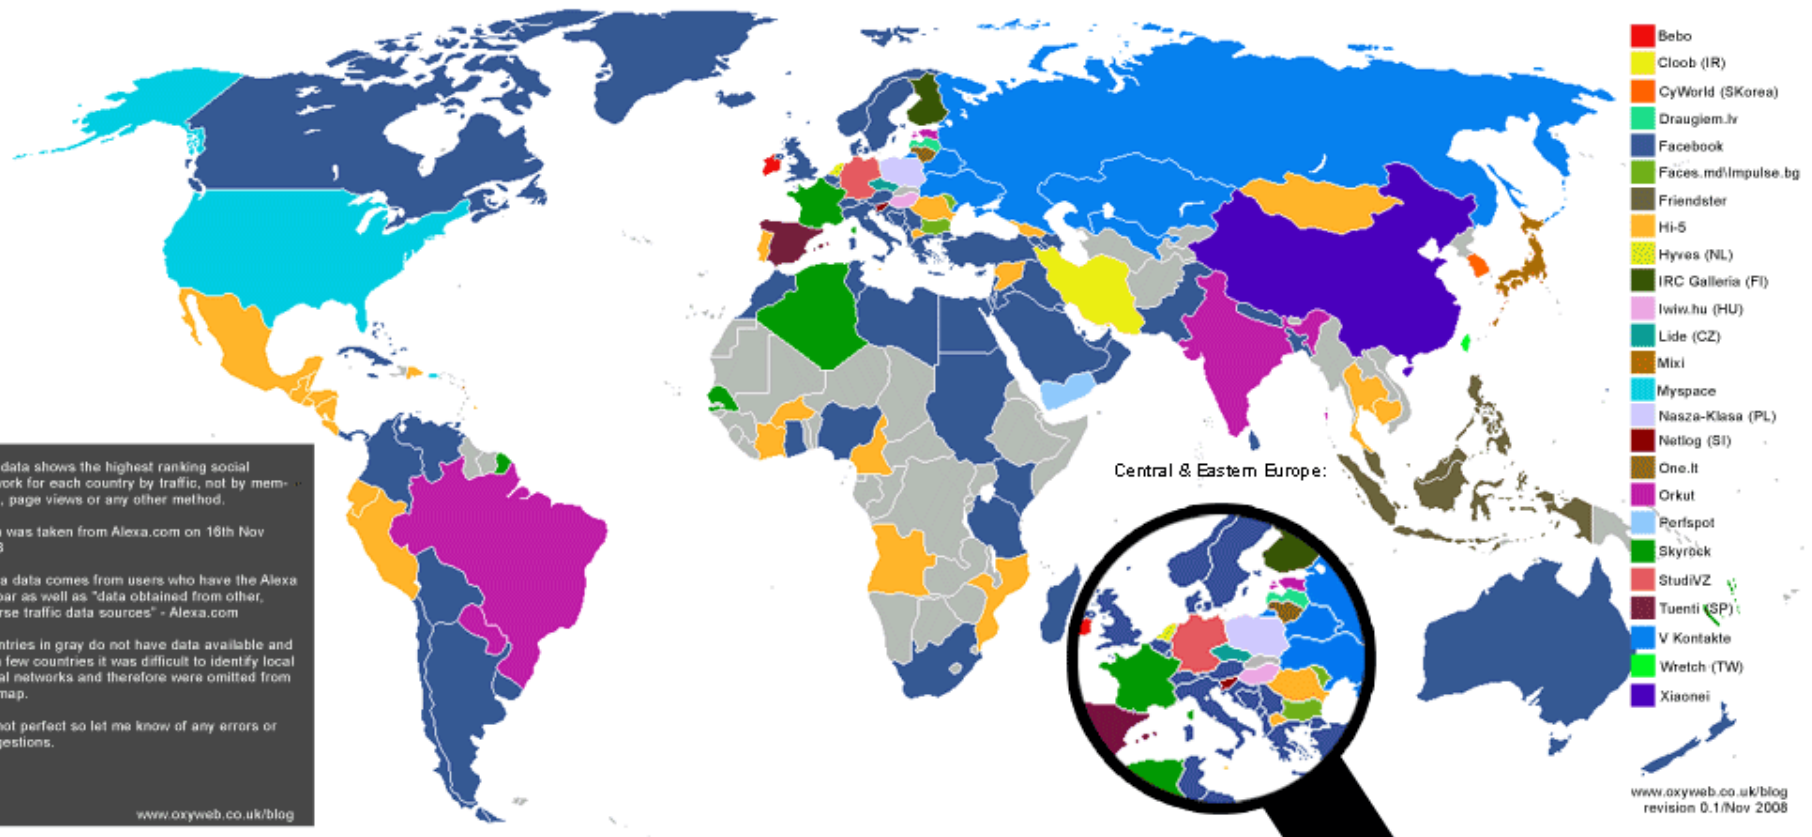 Bebo
Cloob (IR)
CyWorld (SKorea)
Draugiem.lv
Facebook
Faces.md\Impulse.bg
Friendster
Hi-5
Hyves (NL)
IRC Galleria (FI)
Iwiw.hu (HU)
Lide (CZ)
Mixi
Myspace
Nasza-Klasa (PL)
Netlog (SI)
One.lt
Orkut
Perfspot
Skyrock
StudiVZ
Tuenti (SP)
V Kontakte
Wretch (TW)
Xiaonei
www.oxyweb.co.uk/blog
revision 0.1/Nov 2008
Central & Eastern Europe:
data shows the highest ranking social
for each country by traffic, not by mem-
, page views or any other method.
was taken from Alexa.com on 16th Nov
data comes from users who have the Alexa
as well as "data obtained from other,
traffic data sources" - Alexa.com
in gray do not have data available and
few countries it was difficult to identify local
networks and therefore were omitted from
map.
not perfect so let me know of any errors or
www.oxyweb.co.uk/blog